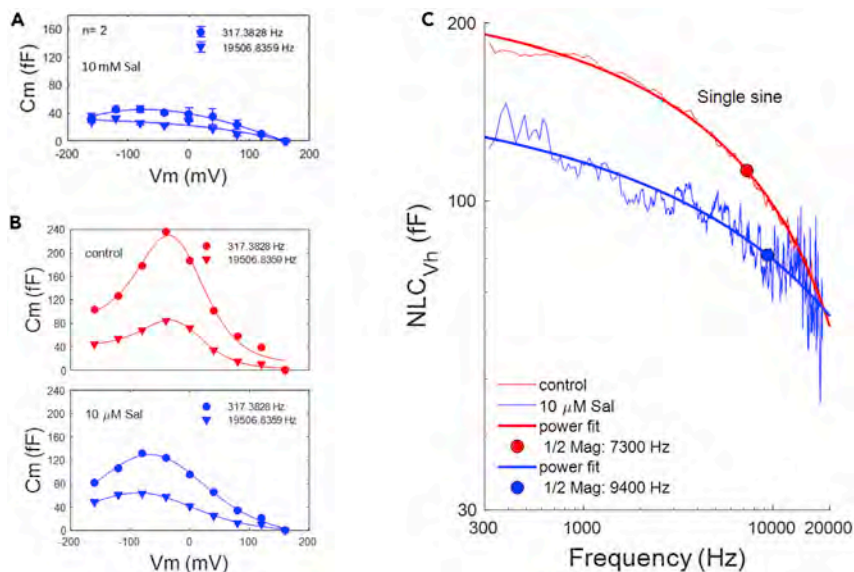 A
n= 2
317.3828 Hz
19506.8359 Hz
10 mM Sal
Cm (fF)
160
120
80
40
0
-200 -100 0 100 200
Vm (mV)
B
control
317.3828 Hz
19506.8359 Hz
Cm (fF)
240
200
160
120
80
40
0
10 μM Sal
317.3828 Hz
19506.8359 Hz
Cm (fF)
240
200
160
120
80
40
0
-200 -100 0 100 200
Vm (mV)
C
200
100
30
NLCVh (fF)
Single sine
control
10 μM Sal
power fit
1/2 Mag: 7300 Hz
power fit
1/2 Mag: 9400 Hz
300 1000 10000 20000
Frequency (Hz)